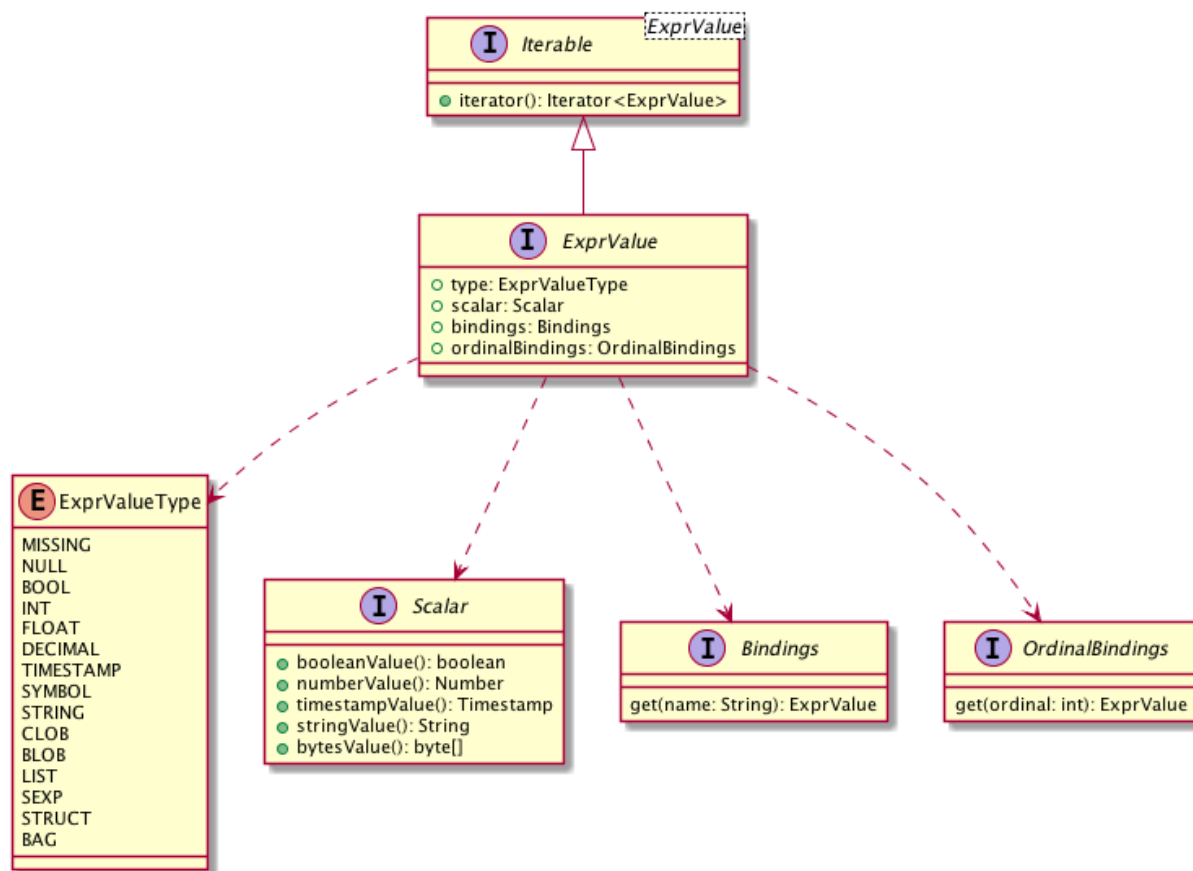 ExprValue
I Iterable
iterator(): Iterator<ExprValue>
I ExprValue
type: ExprValueType
scalar: Scalar
bindings: Bindings
ordinalBindings: OrdinalBindings
E ExprValueType
MISSING
NULL
BOOL
INT
FLOAT
DECIMAL
TIMESTAMP
SYMBOL
STRING
CLOB
BLOB
LIST
SEXP
STRUCT
BAG
I Scalar
booleanValue(): boolean
numberValue(): Number
timestampValue(): Timestamp
stringValue(): String
bytesValue(): byte[]
I Bindings
get(name: String): ExprValue
I OrdinalBindings
get(ordinal: int): ExprValue